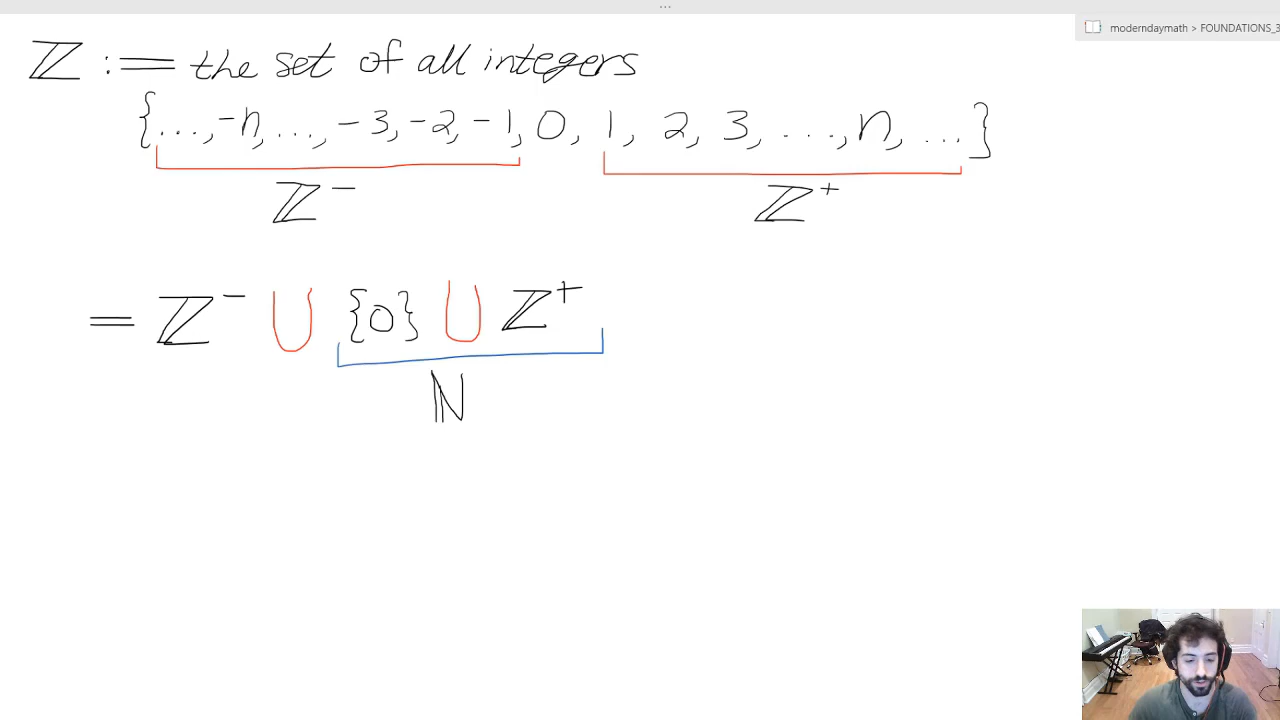 ...
moderndaymath > FOUNDATIONS_3
ℤ := the set of all integers
{..., -n, ..., -3, -2, -1, 0, 1, 2, 3, ..., n, ...}
ℤ⁻ ℤ⁺
= ℤ⁻ ∪ {0} ∪ ℤ⁺
ℕ